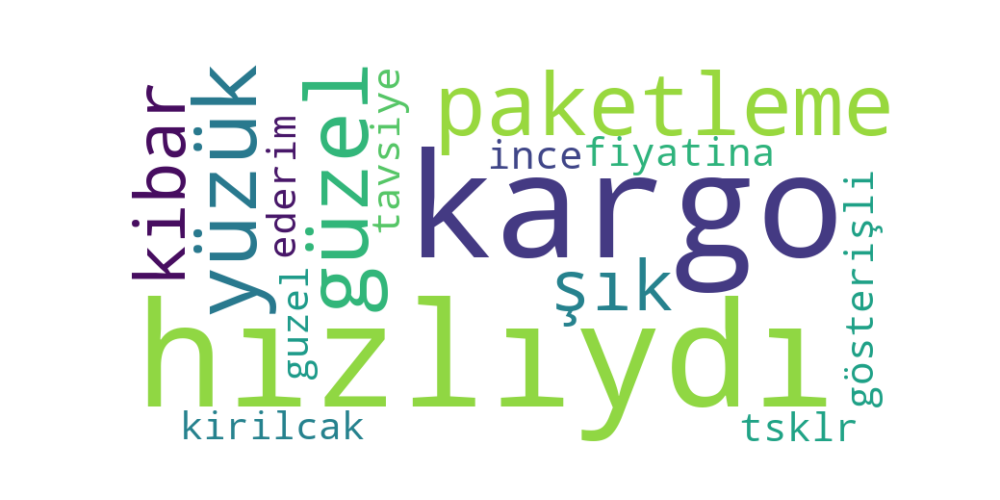 kibar
yüzük
ederim
güzel
tavsiye
paketleme
ince
fiyatina
kargo
şık
gösterişli
guzel
hızlıydı
kirilcak
tsklr